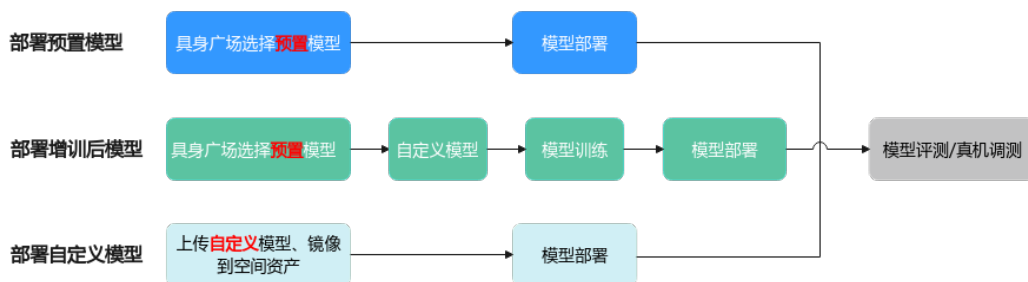 部署预置模型
具身广场选择预置模型
模型部署
部署增训后模型
具身广场选择预置模型
自定义模型
模型训练
模型部署
模型评测/真机调测
部署自定义模型
上传自定义模型、镜像
到空间资产
模型部署